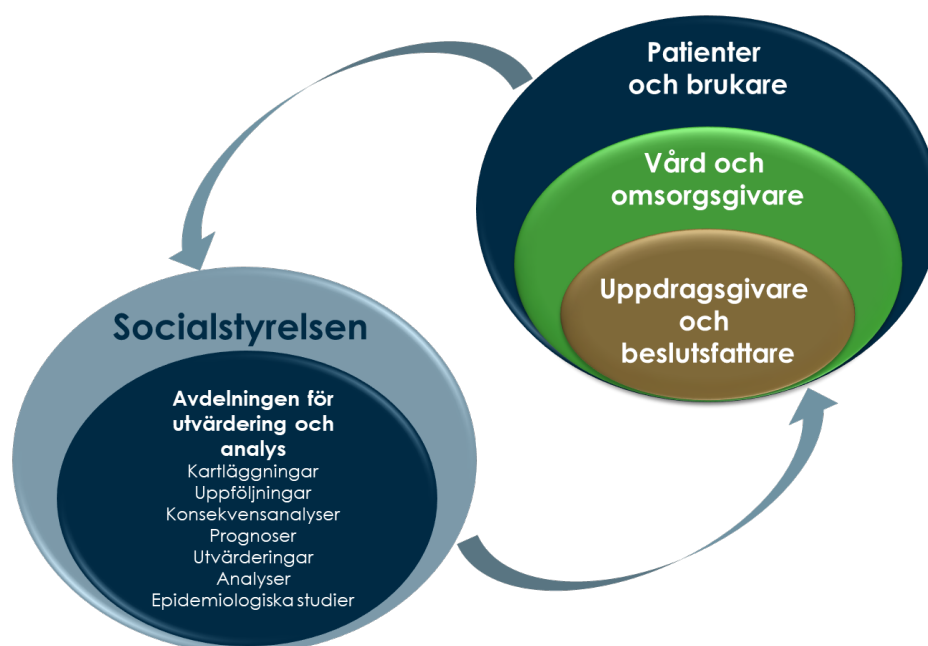 Patienter
och brukare
Vård och
omsorgsgivare
Uppdragsgivare
och
beslutsfattare
Socialstyrelsen
Avdelningen för
utvärdering och
analys
Kartläggningar
Uppföljningar
Konsekvensanalyser
Prognoser
Utvärderingar
Analyser
Epidemiologiska studier